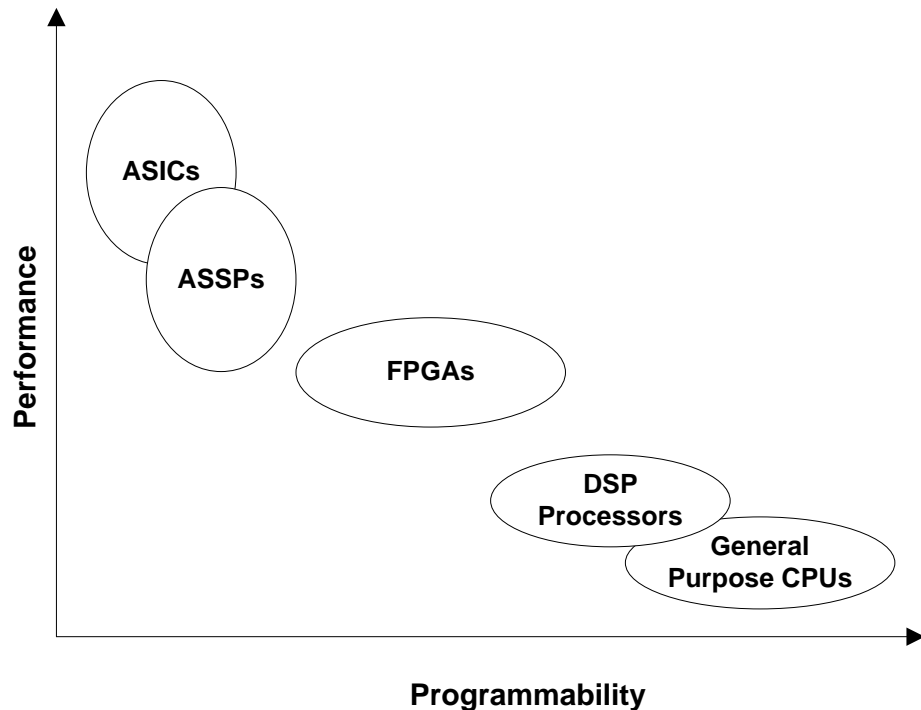 Performance
ASICs
ASSPs
FPGAs
DSP
Processors
General
Purpose CPUs
Programmability